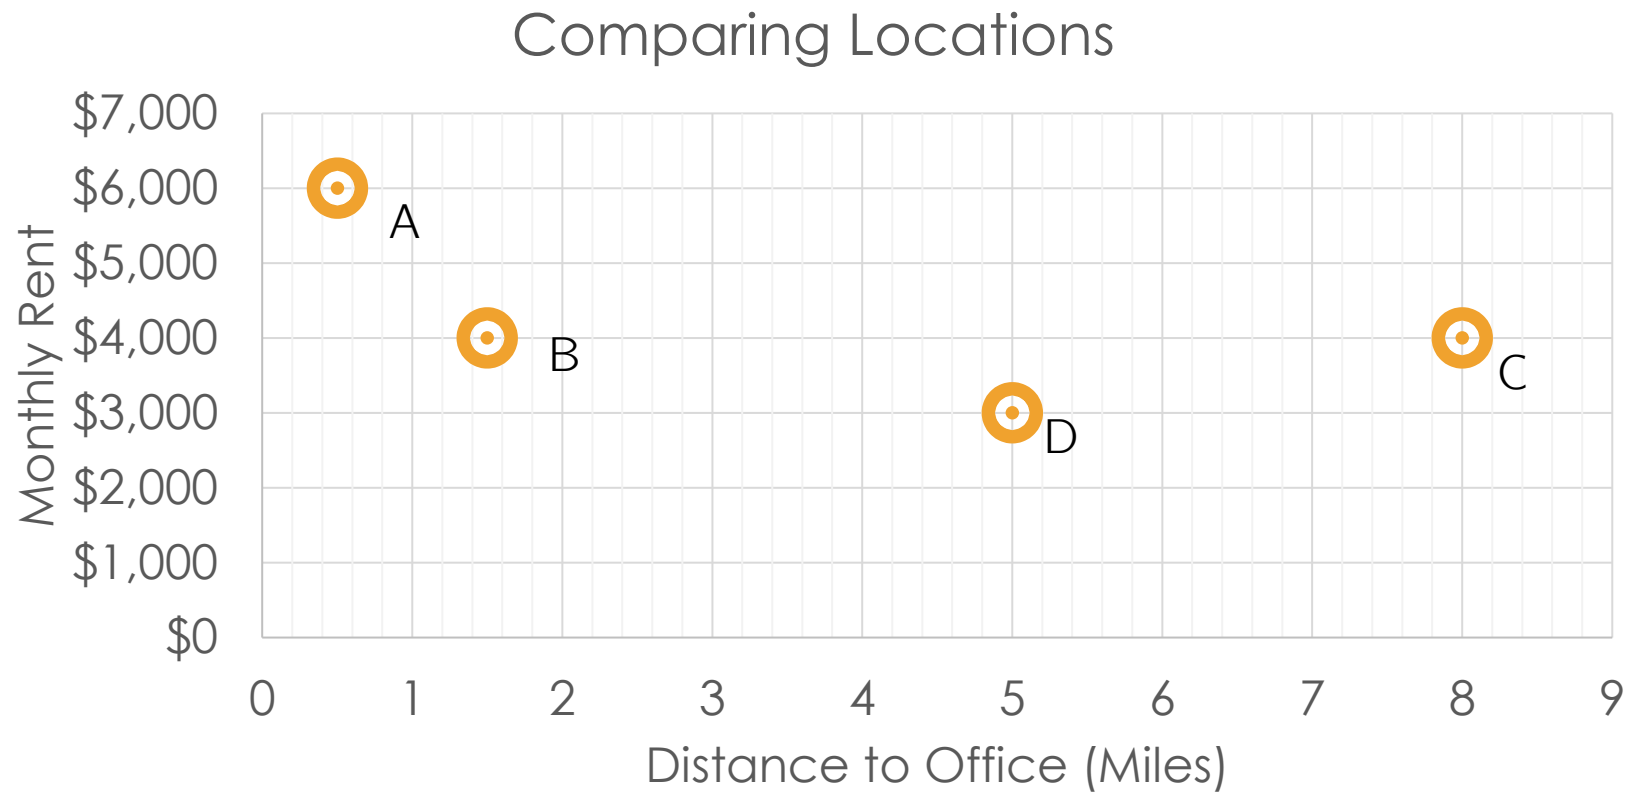 Comparing Locations
$7,000
$6,000
$5,000
$4,000
$3,000
$2,000
$1,000
$0
Monthly Rent
A
B
C
D
0 1 2 3 4 5 6 7 8 9
Distance to Office (Miles)